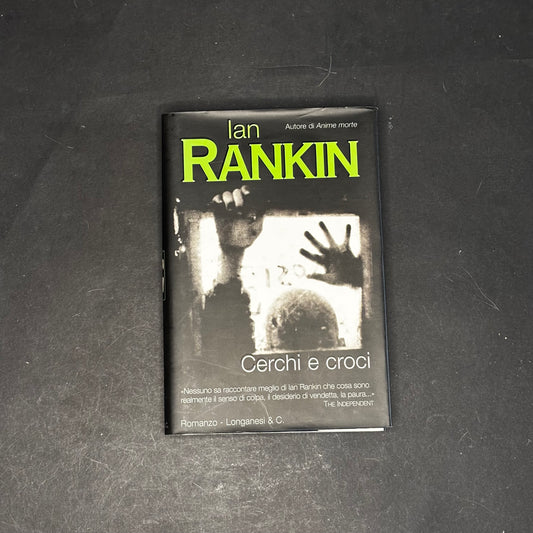 Ian
Autore di Anime morte
RANKIN
Cerchi e croci
«Nessuno sa raccontare meglio di Ian Rankin che cosa sono
realmente il senso di colpa, il desiderio di vendetta, la paura...»
THE INDEPENDENT
Romanzo - Longanesi & C.